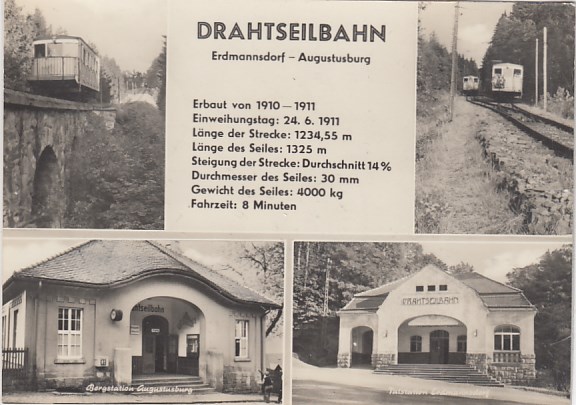 DRAHTSEILBAHN
Erdmannsdorf – Augustusburg
Erbaut von 1910 — 1911
Einweihungstag: 24. 6. 1911
Länge der Strecke: 1234,55 m
Länge des Seiles: 1325 m
Steigung der Strecke: Durchschnitt 14%
Durchmesser des Seiles: 30 mm
Gewicht des Seiles: 4000 kg
Fahrzeit: 8 Minuten
Bergstation Augustusburg
DRAHTSEILBAHN
Talstation Erdmannsdorf